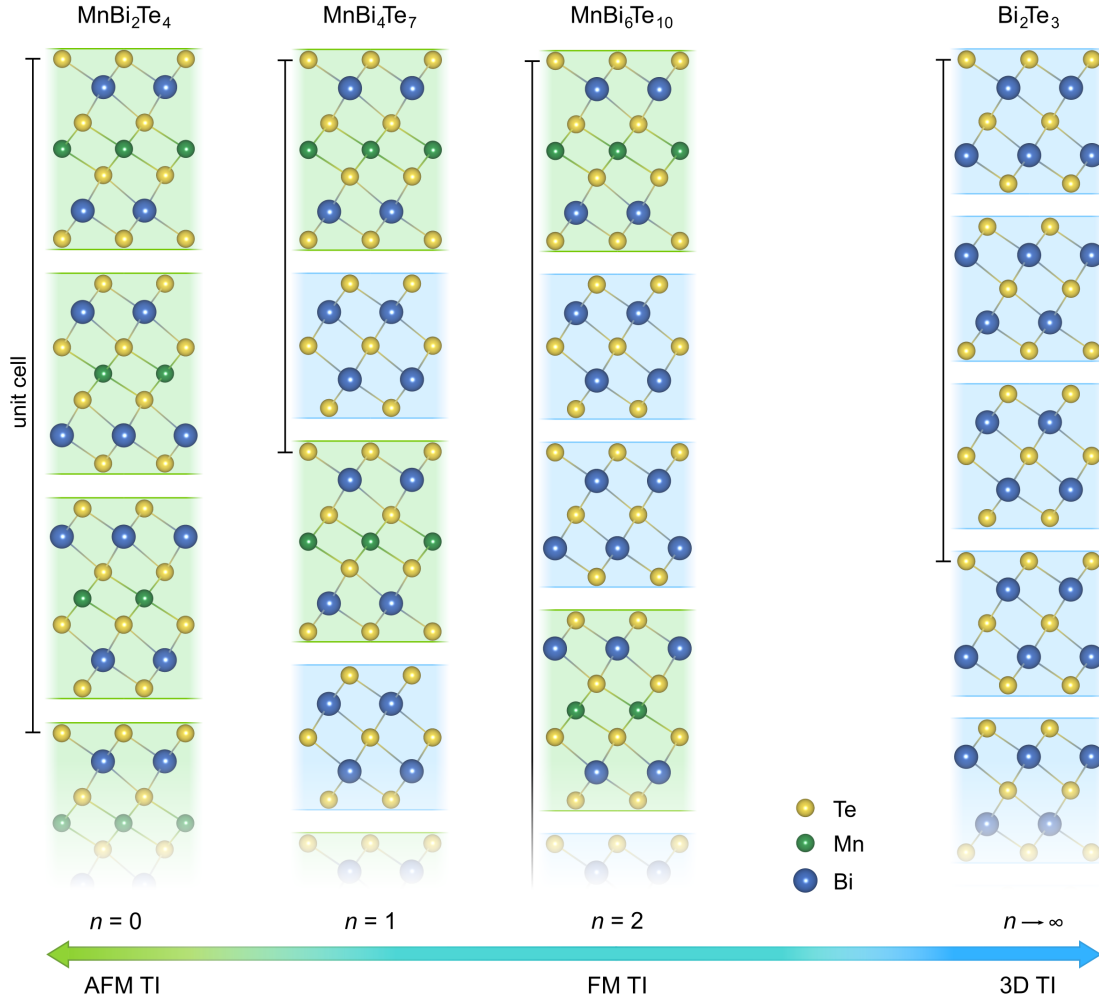 MnBi₂Te₄ MnBi₄Te₇ MnBi₆Te₁₀ Bi₂Te₃
unit cell
Te
Mn
Bi
n = 0 n = 1 n = 2 n → ∞
AFM TI FM TI 3D TI